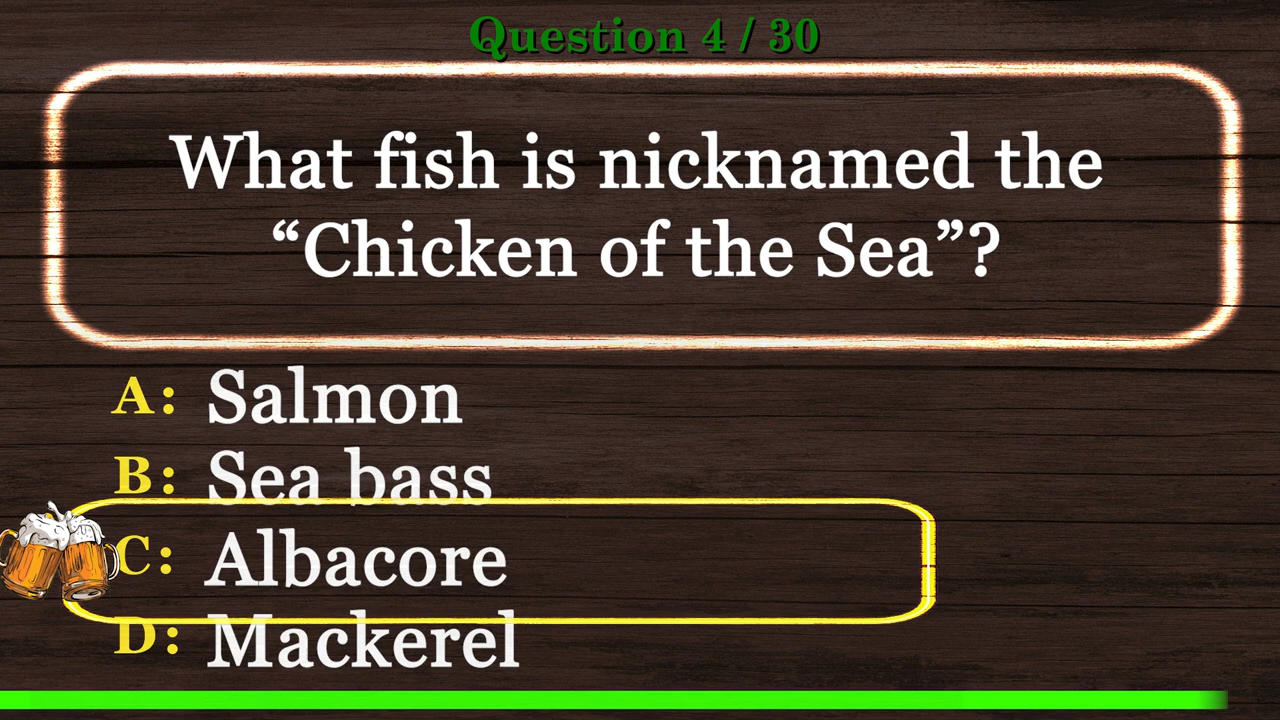 Question 4 / 30
What fish is nicknamed the
“Chicken of the Sea”?
A: Salmon
B: Sea bass
C: Albacore
D: Mackerel